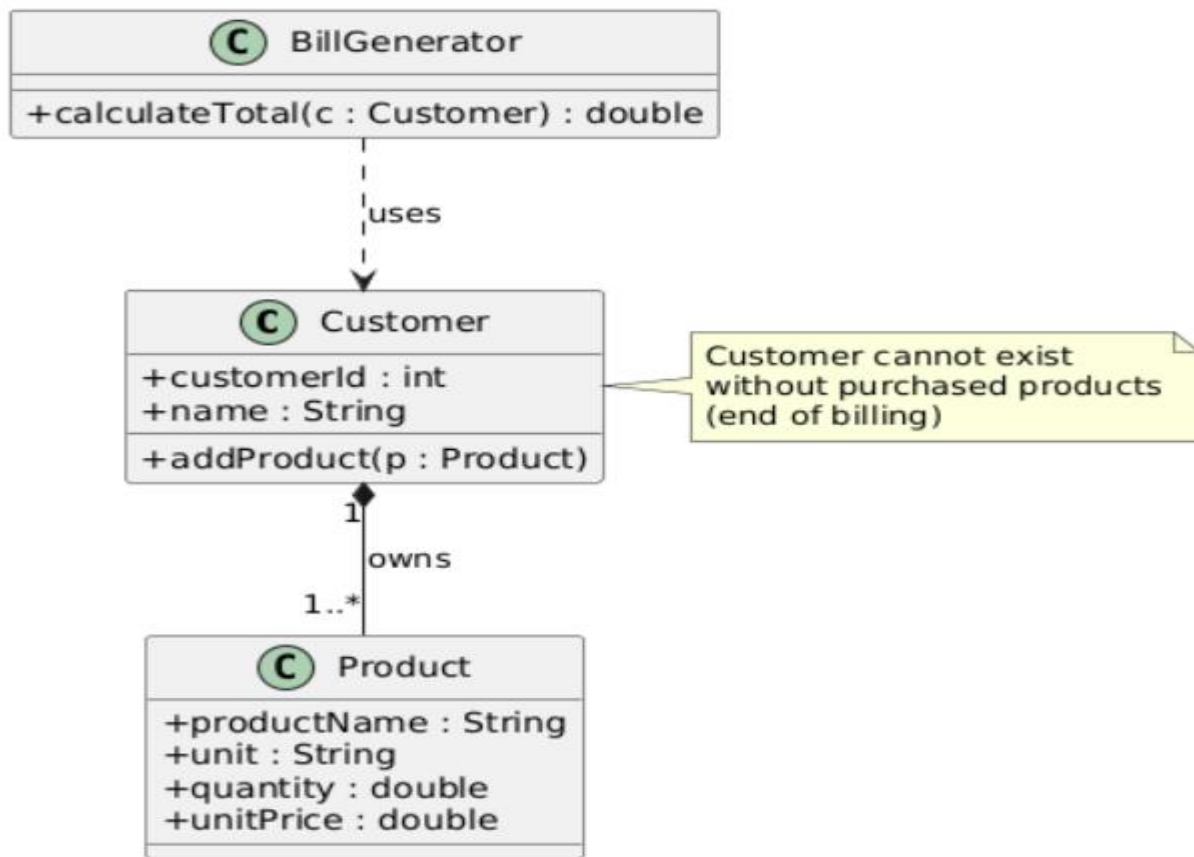 C BillGenerator
+calculateTotal(c : Customer) : double
uses
C Customer
+customerId : int
+name : String
+addProduct(p : Product)
Customer cannot exist
without purchased products
(end of billing)
1
owns
1..*
C Product
+productName : String
+unit : String
+quantity : double
+unitPrice : double